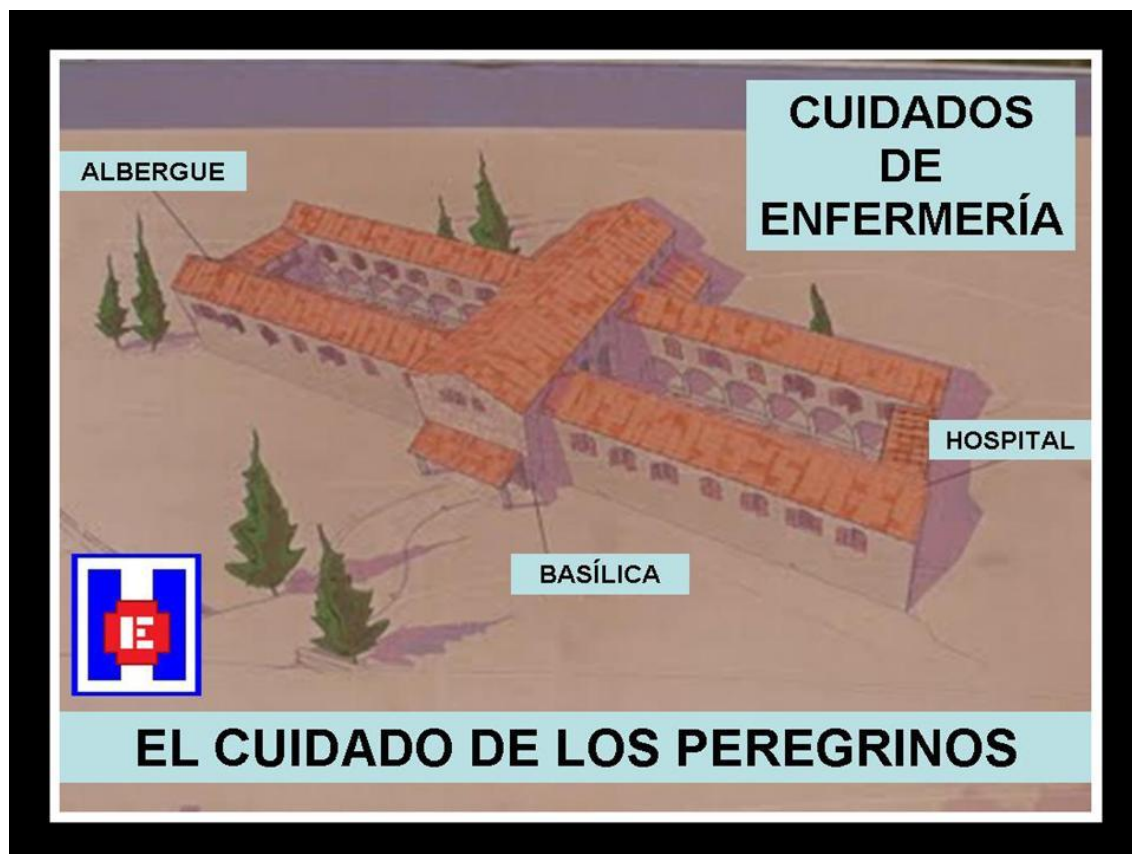 CUIDADOS
DE
ENFERMERÍA
ALBERGUE
HOSPITAL
BASÍLICA
E
EL CUIDADO DE LOS PEREGRINOS